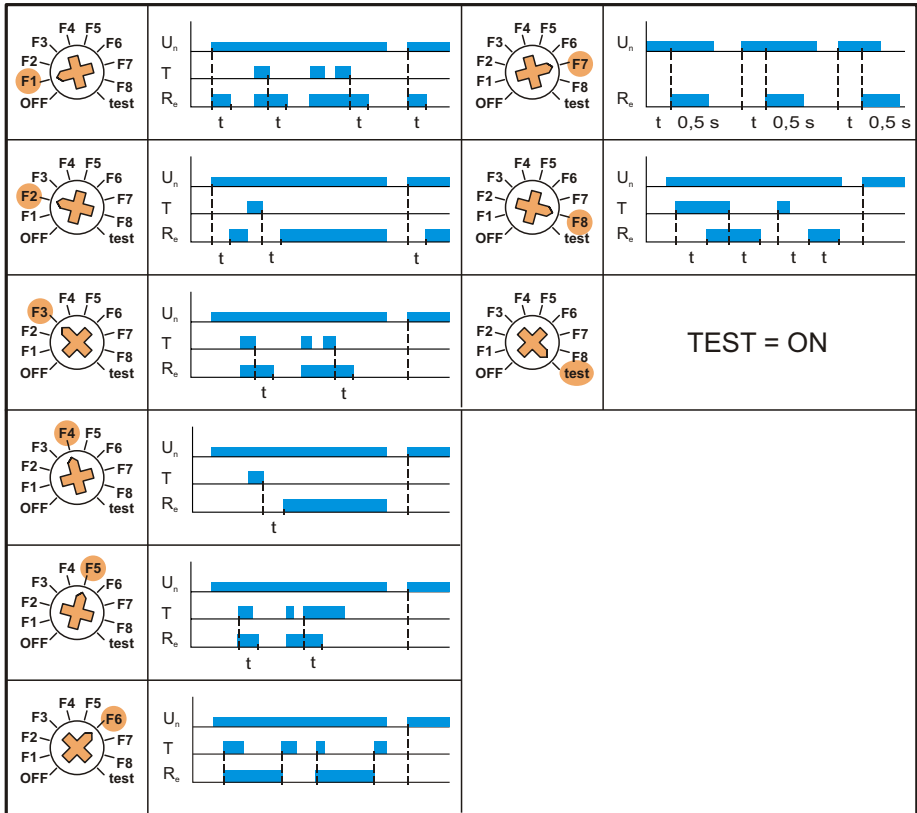 F4 F5
F3 F6
F2 F7
F1 F8
OFF test
Uₙ
T
Rₑ
t t t t
F4 F5
F3 F6
F2 F7
F1 F8
OFF test
Uₙ
Rₑ
t 0,5 s t 0,5 s t 0,5 s
F4 F5
F3 F6
F2 F7
F1 F8
OFF test
Uₙ
T
Rₑ
t t t
F4 F5
F3 F6
F2 F7
F1 F8
OFF test
Uₙ
T
Rₑ
t t t t
F4 F5
F3 F6
F2 F7
F1 F8
OFF test
Uₙ
T
Rₑ
t t
F4 F5
F3 F6
F2 F7
F1 F8
OFF test
TEST = ON
F4 F5
F3 F6
F2 F7
F1 F8
OFF test
Uₙ
T
Rₑ
t
F4 F5
F3 F6
F2 F7
F1 F8
OFF test
Uₙ
T
Rₑ
t t
F4 F5
F3 F6
F2 F7
F1 F8
OFF test
Uₙ
T
Rₑ